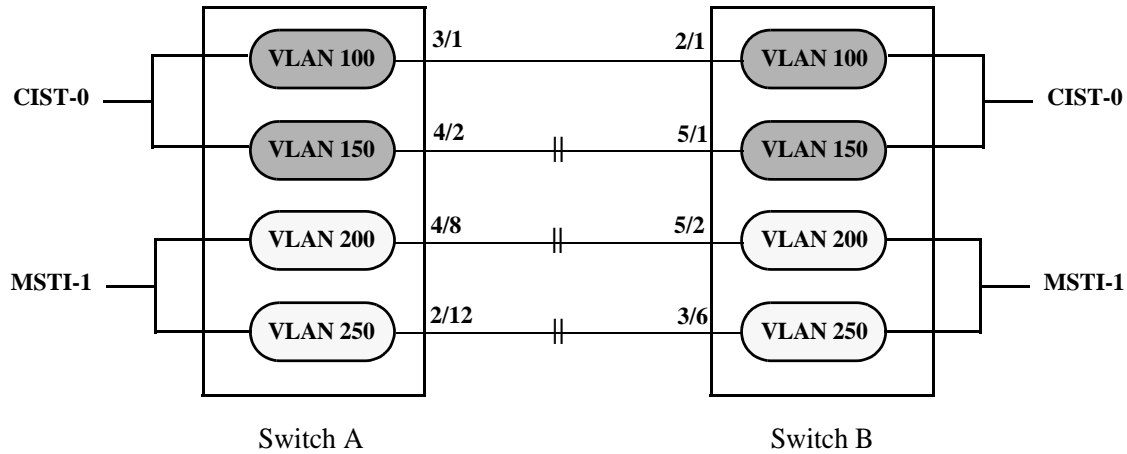 3/1 2/1
VLAN 100 VLAN 100
CIST-0 CIST-0
4/2 5/1
VLAN 150 VLAN 150
4/8 5/2
VLAN 200 VLAN 200
MSTI-1 MSTI-1
2/12 3/6
VLAN 250 VLAN 250
Switch A Switch B